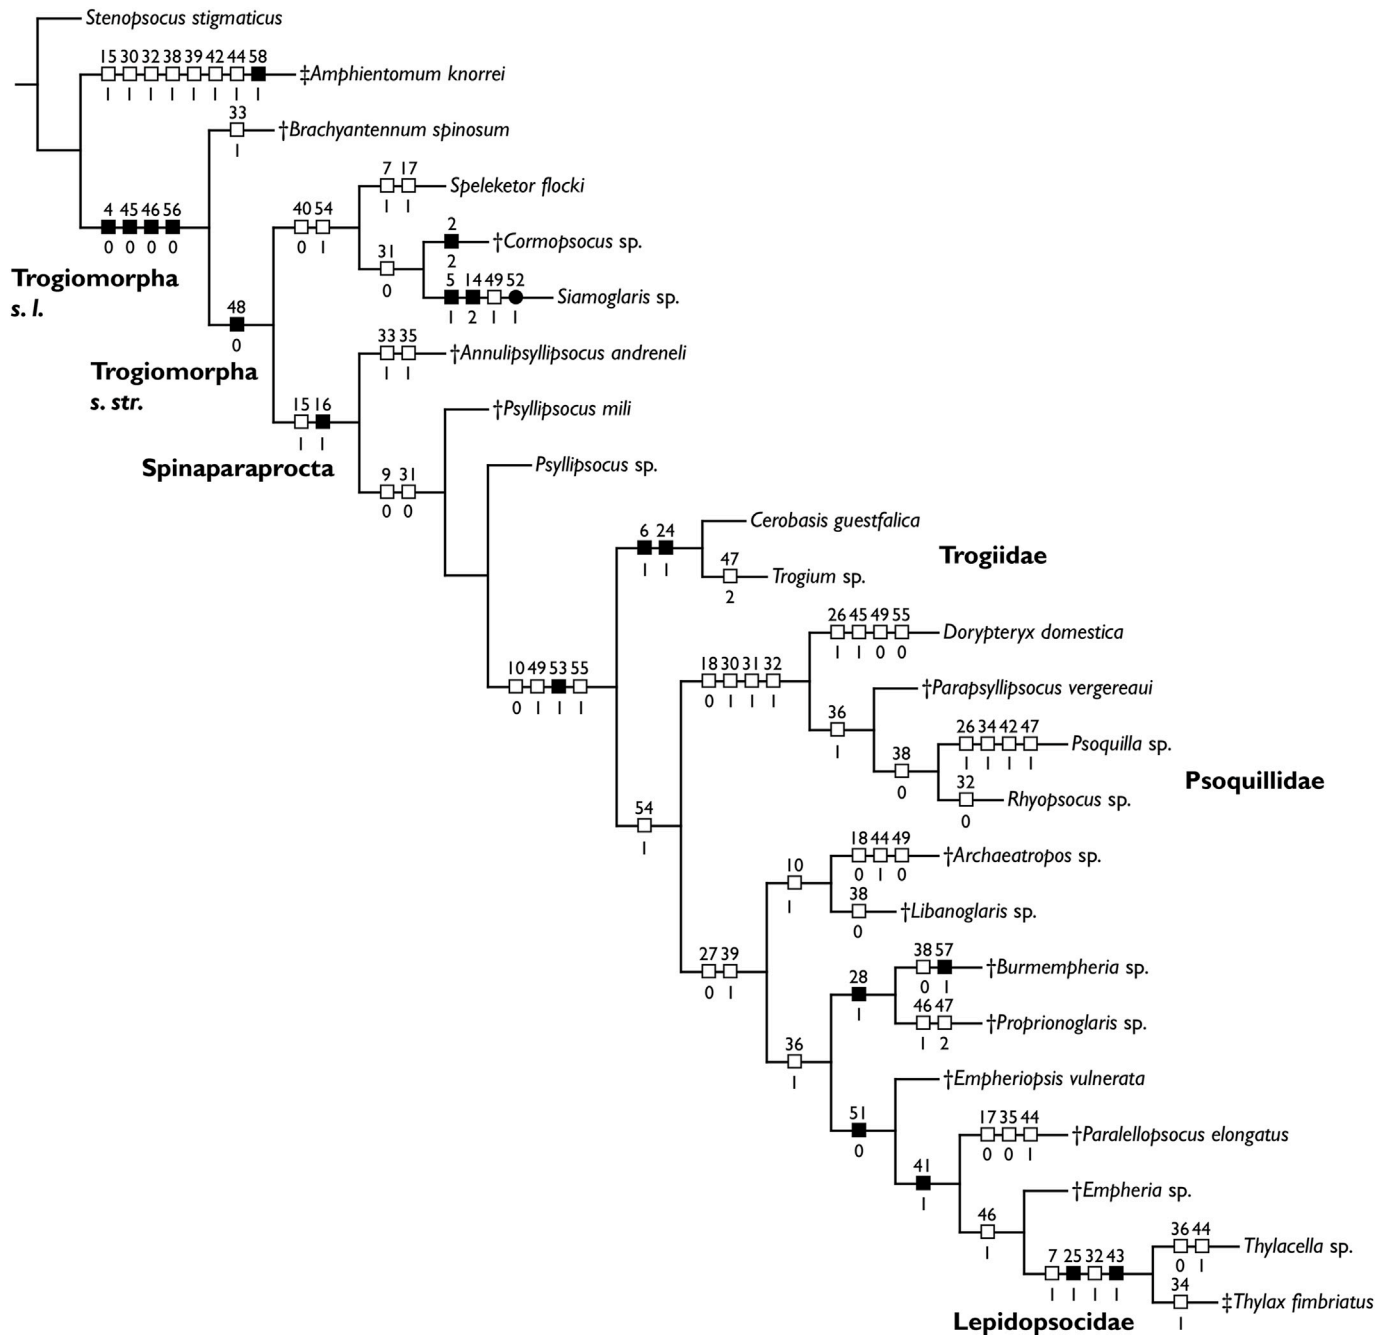 Stenopsocus stigmaticus
15 30 32 38 39 42 44 58
‡Amphientomum knorrei
1 1 1 1 1 1 1 1
33
†Brachyantennum spinosum
1
7 17
Speleketor flocki
1 1
4 45 46 56
40 54
0 0 0 0
0 1
2
†Cormopsocus sp.
2
31
0
Trogiomorpha
s. l.
5 14 49 52
Siamoglaris sp.
1 2 1 1
48
0
33 35
†Annulipsyllipsocus andreneli
1 1
Trogiomorpha
s. str.
15 16
1 1
†Psyllipsocus mili
Spinaparaprocta
Psyllipsocus sp.
9 31
0 0
Cerobasis guestfalica
6 24
1 1
Trogiidae
47
Trogium sp.
2
26 45 49 55
Dorypteryx domestica
1 1 0 0
10 49 53 55
0 1 1 1
18 30 31 32
0 1 1 1
†Parapsyllipsocus vergereaui
36
1
26 34 42 47
Psoquilla sp.
1 1 1 1
38
0
Psoquillidae
32
Rhyopsocus sp.
0
54
1
18 44 49
†Archaeatropos sp.
0 1 0
10
1
38
†Libanoglaris sp.
0
27 39
0 1
38 57
†Burmempheria sp.
0 1
28
1
46 47
†Proprionoglaris sp.
1 2
36
1
†Empheriopsis vulnerata
51
0
17 35 44
†Paralellopsocus elongatus
0 0 1
41
1
†Empheria sp.
46
1
36 44
Thylacella sp.
0 1
7 25 32 43
1 1 1 1
34
‡Thylax fimbriatus
1
Lepidopsocidae